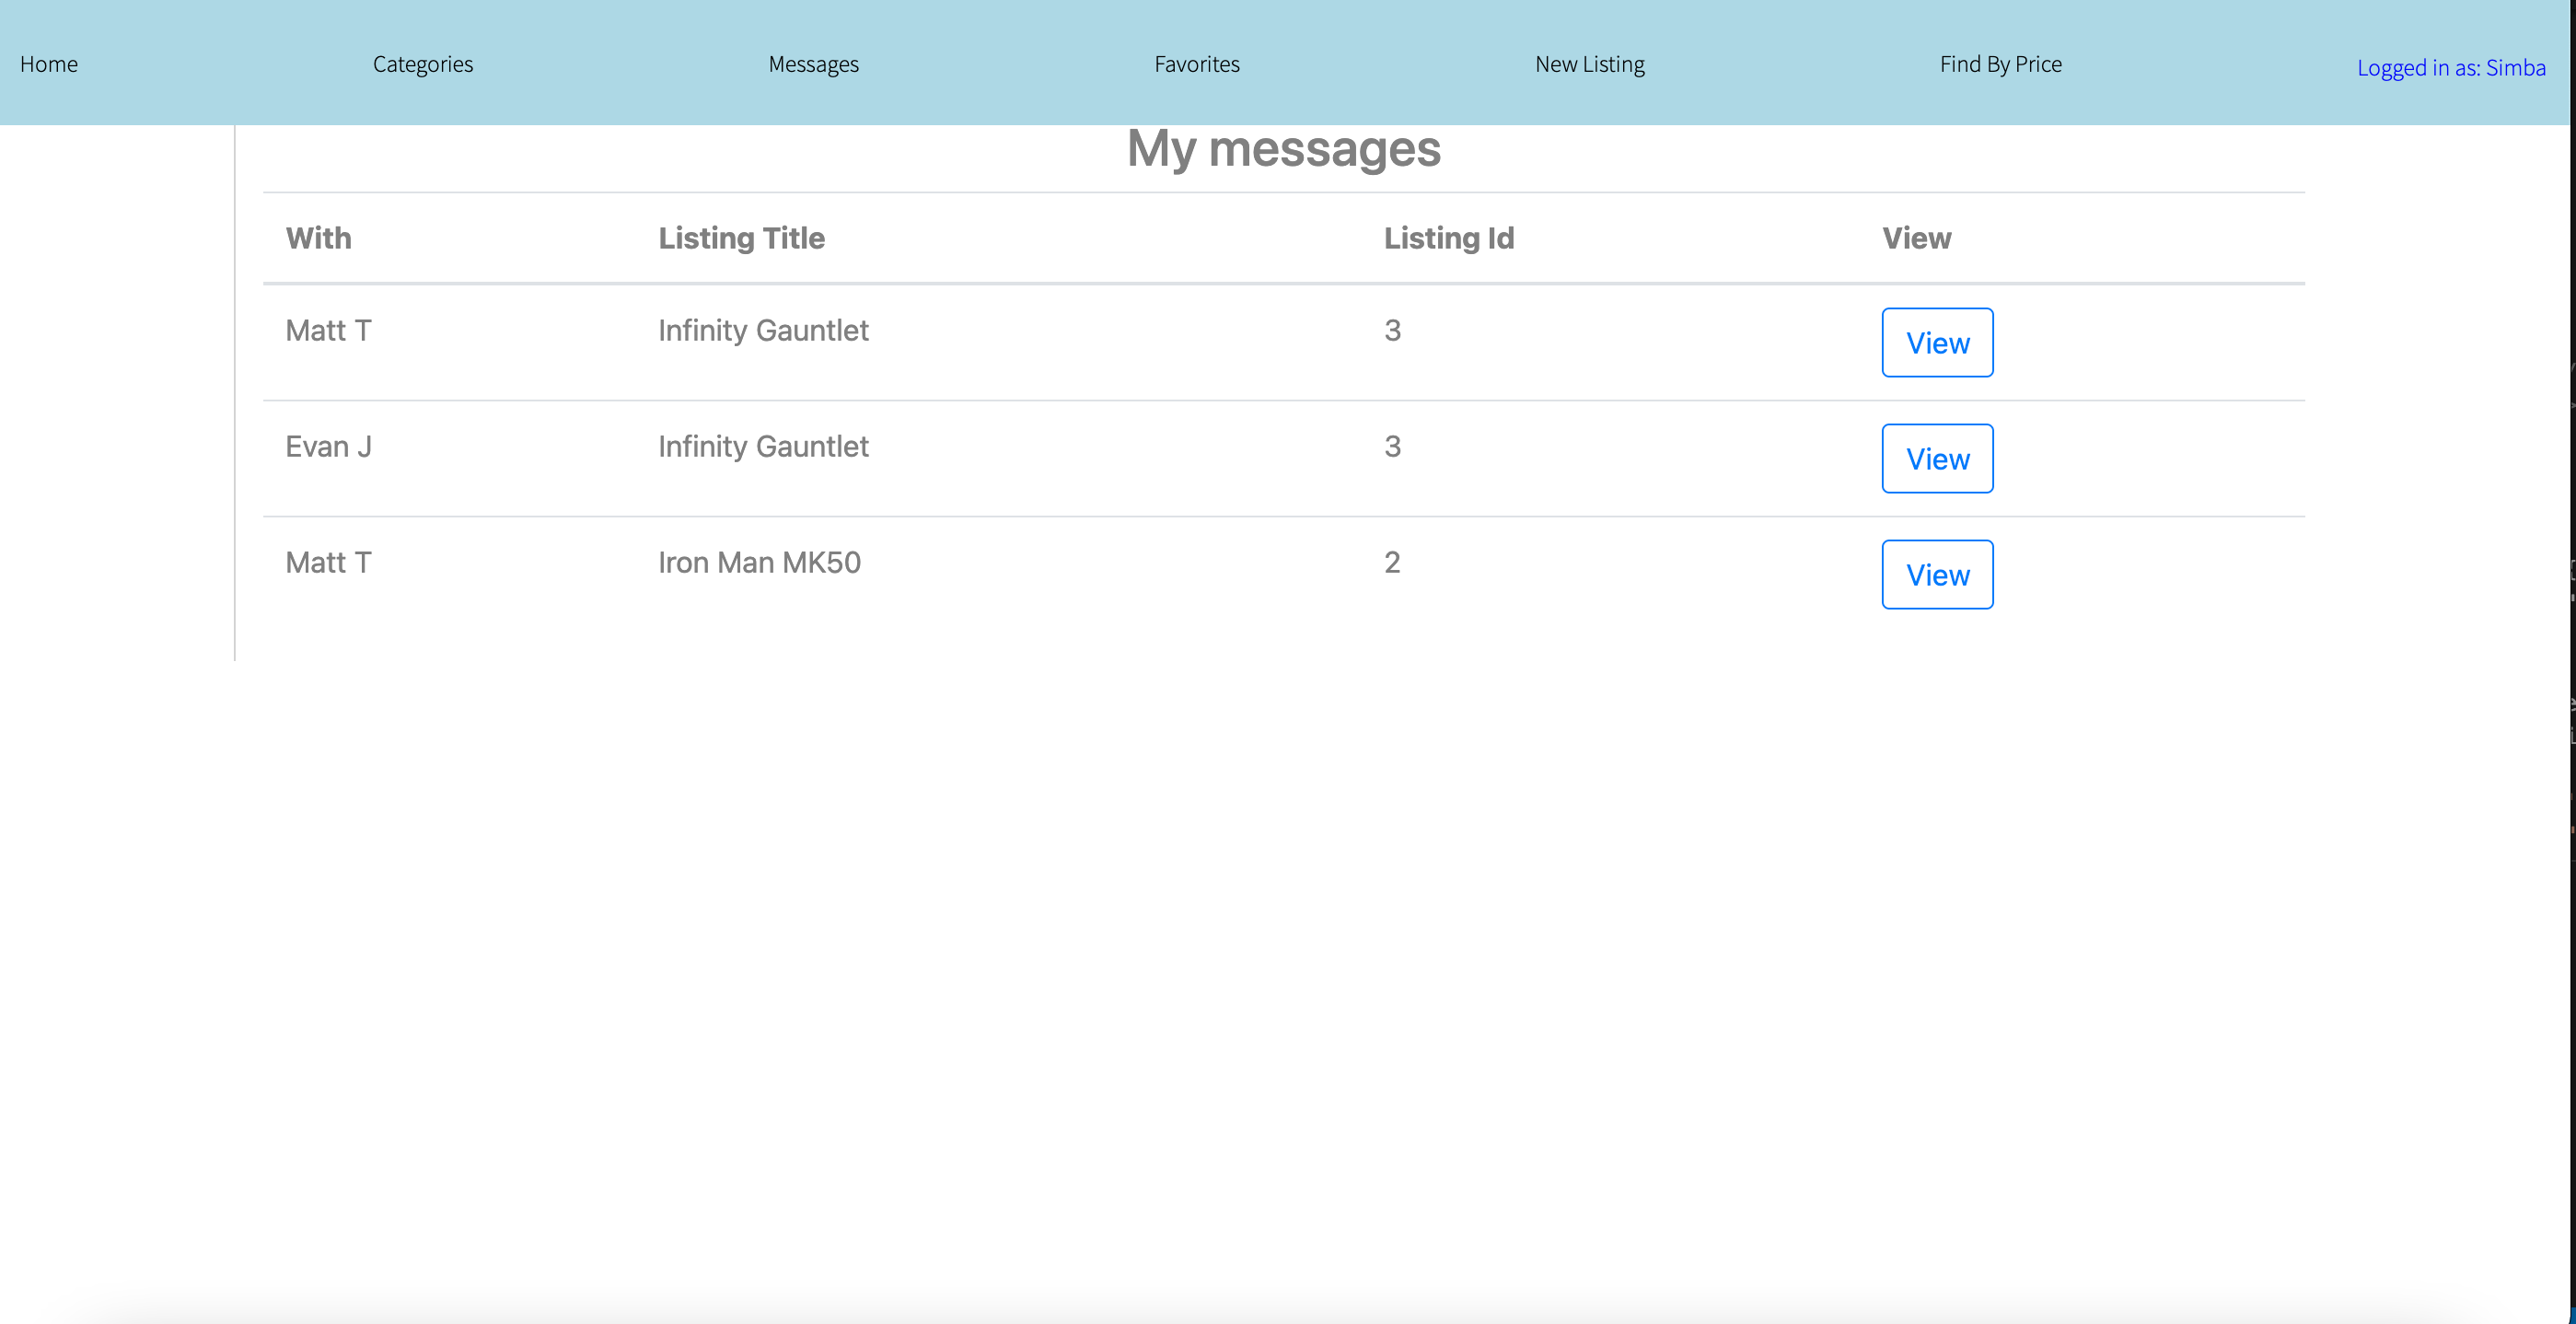 Home Categories Messages Favorites New Listing Find By Price Logged in as: Simba
My messages
With Listing Title Listing Id View
Matt T Infinity Gauntlet 3 View
Evan J Infinity Gauntlet 3 View
Matt T Iron Man MK50 2 View